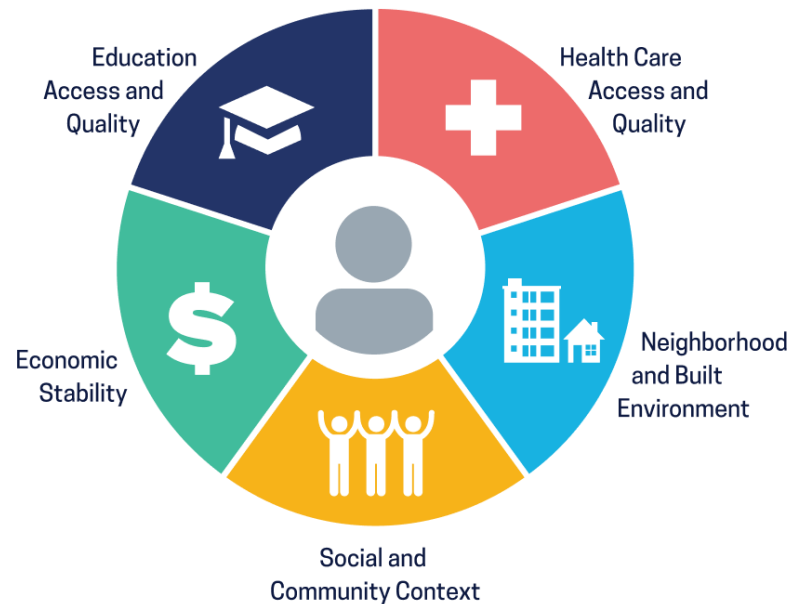 Education
Access and
Quality
Health Care
Access and
Quality
Economic
Stability
Neighborhood
and Built
Environment
Social and
Community Context